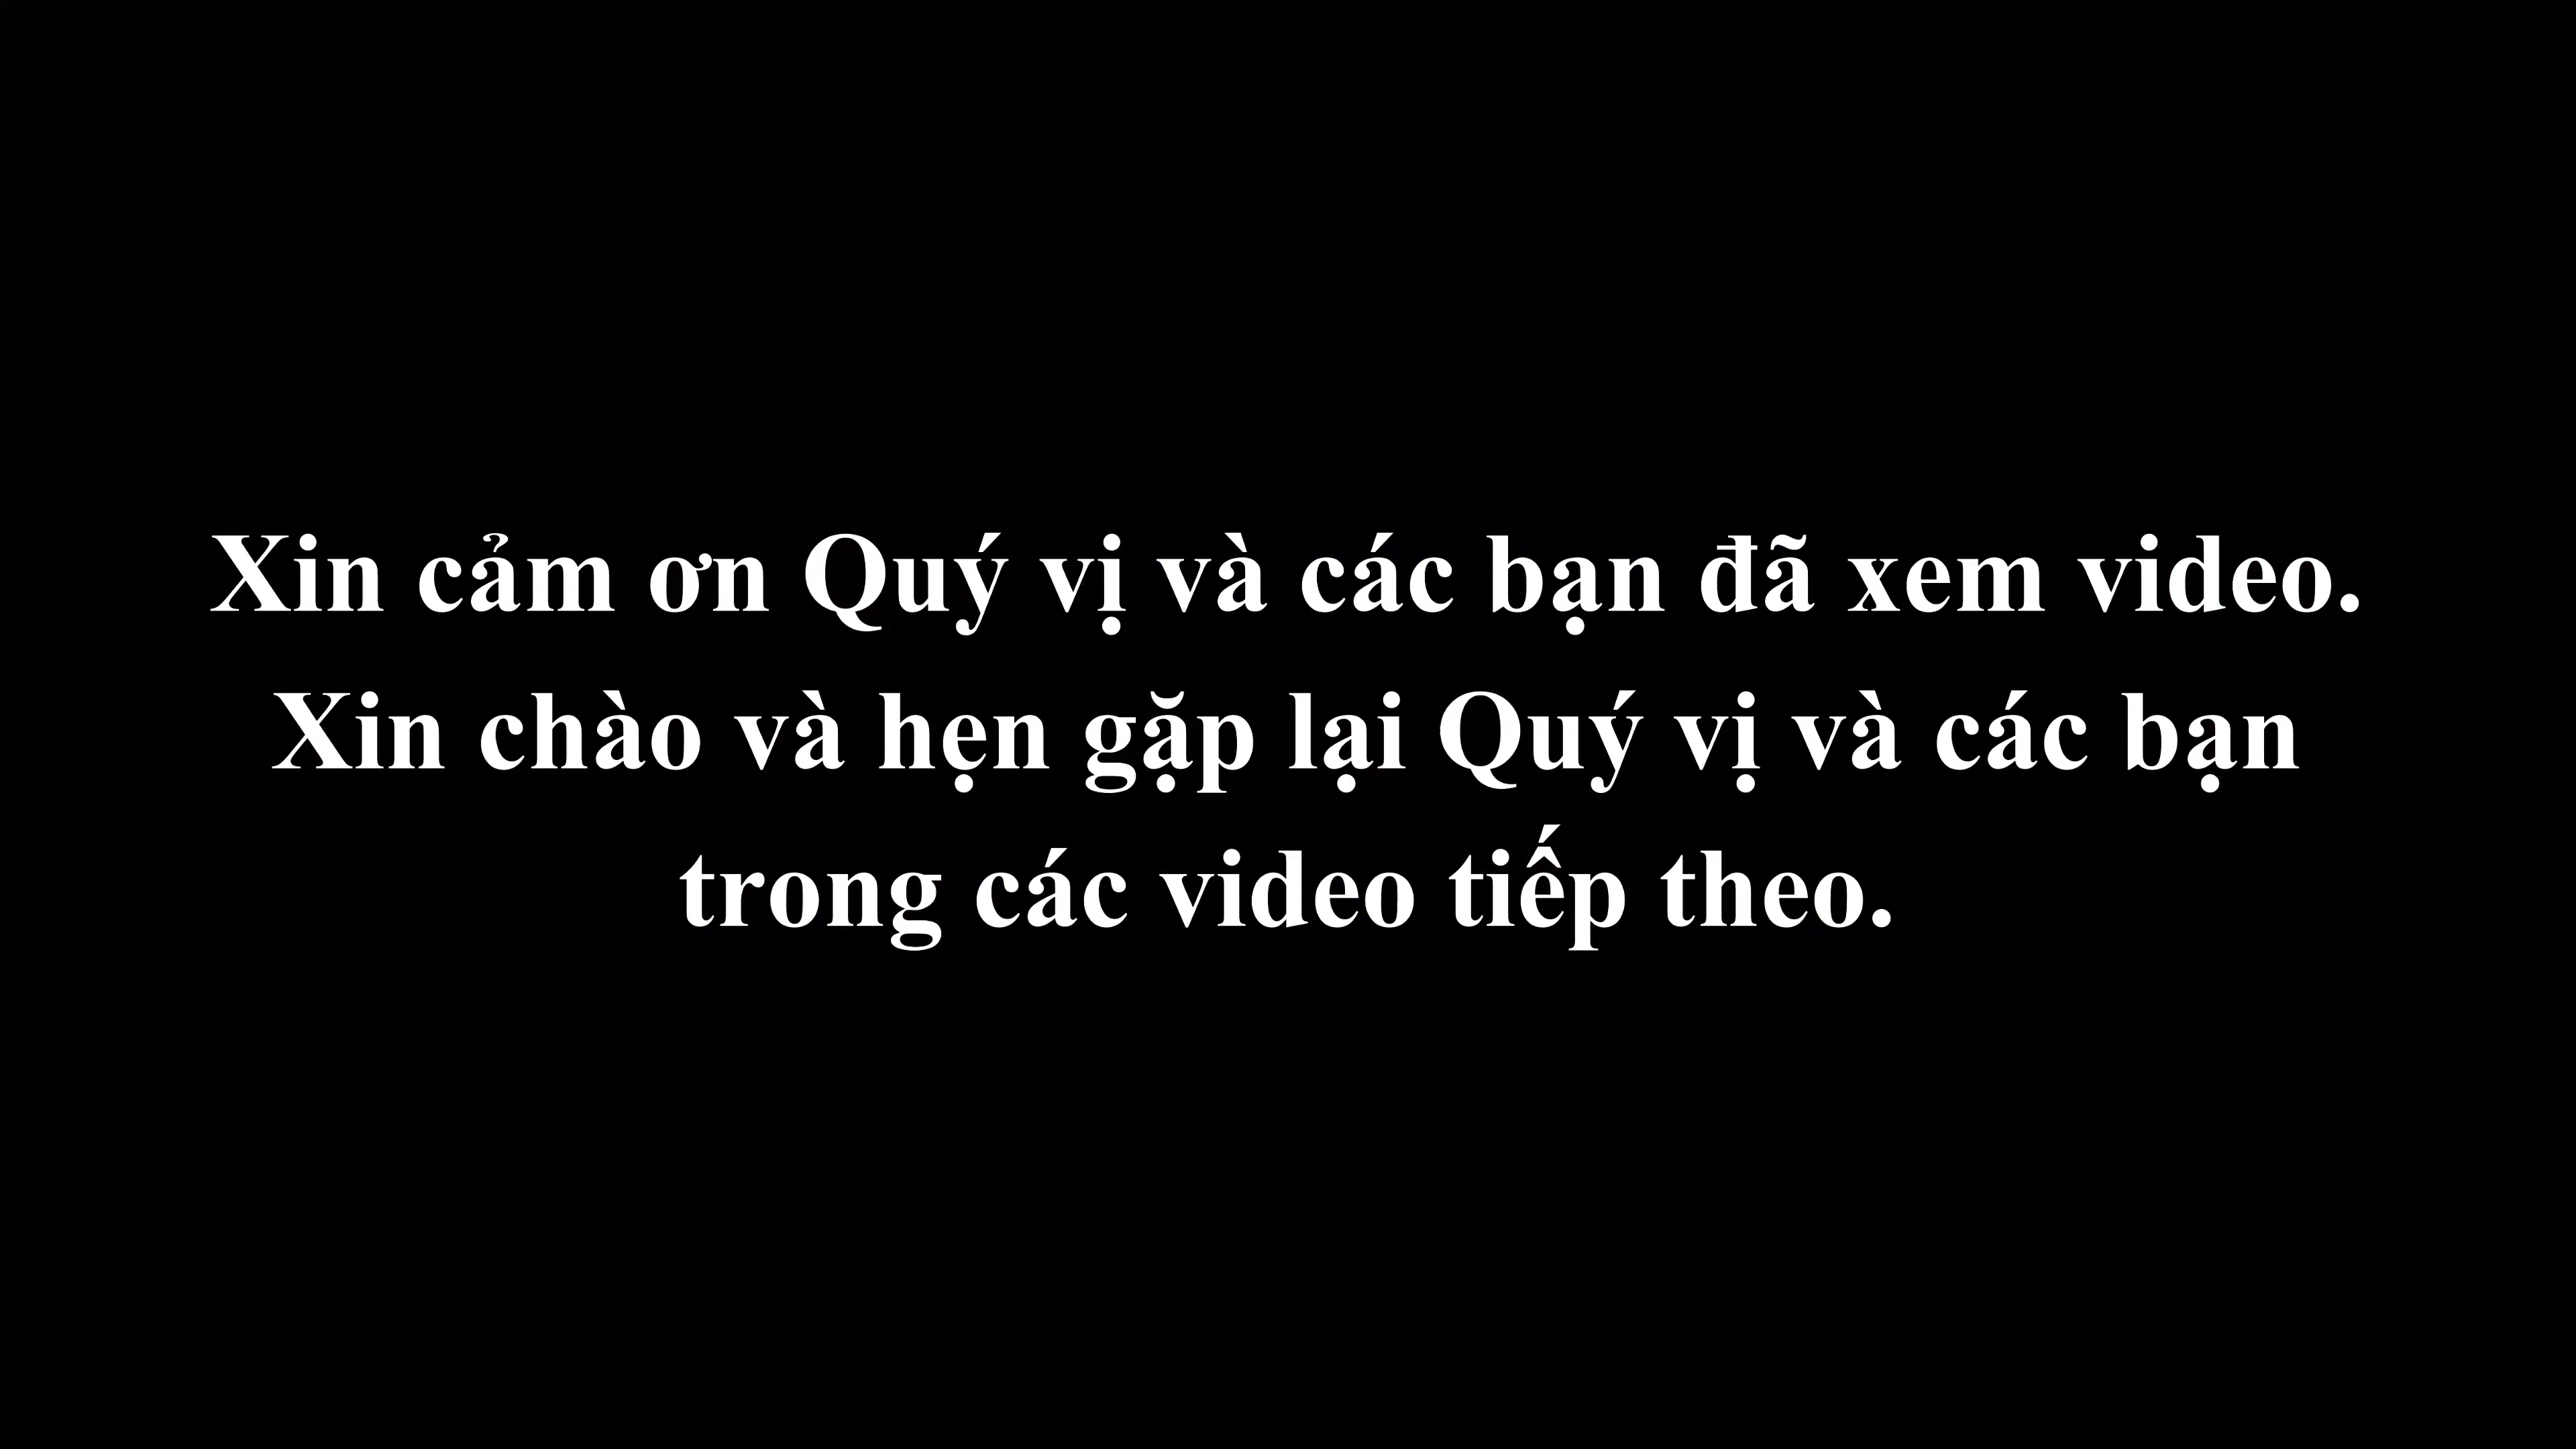 Xin cảm ơn Quý vị và các bạn đã xem video.
Xin chào và hẹn gặp lại Quý vị và các bạn
trong các video tiếp theo.